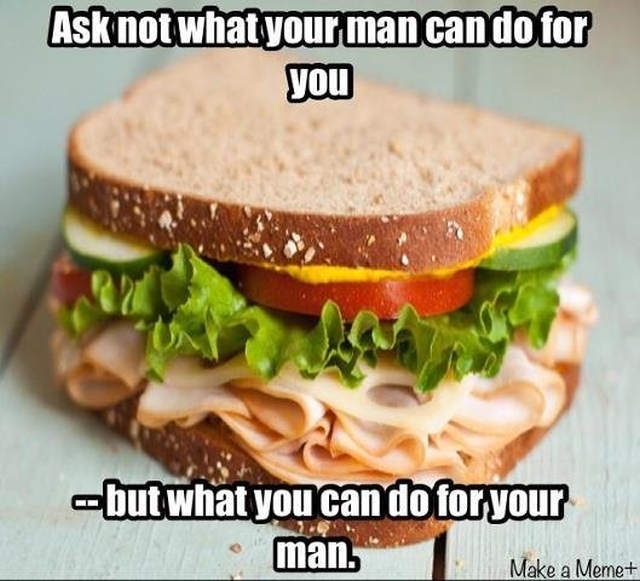 Ask not what your man can do for
you
-- but what you can do for your
man.
Make a Meme+